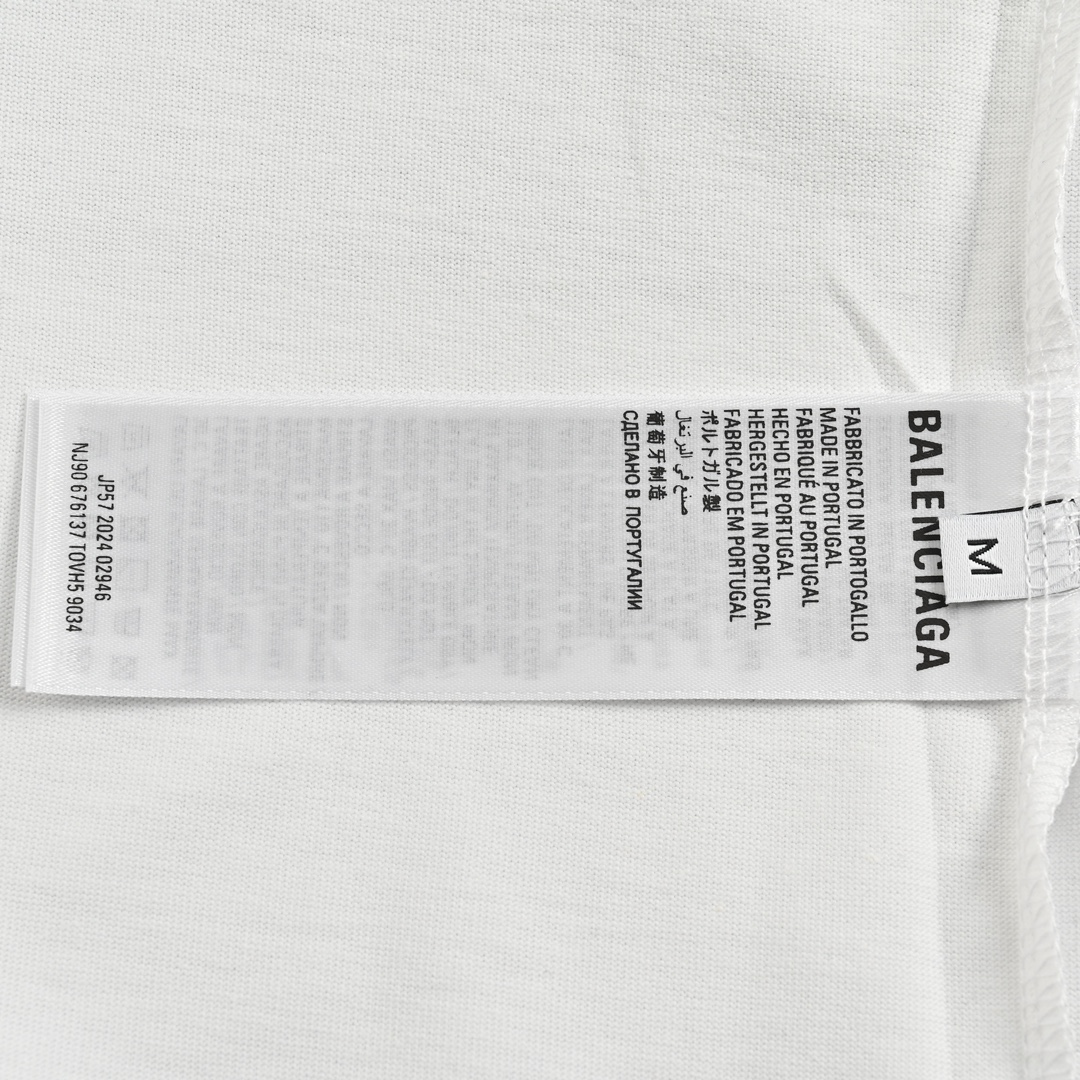 BALENCIAGA
M
FABBRICATO IN PORTOGALLO
MADE IN PORTUGAL
FABRIQUÉ AU PORTUGAL
HECHO EN PORTUGAL
HERGESTELLT IN PORTUGAL
FABRICADO EM PORTUGAL
ポルトガル製
صنع في البرتغال
葡萄牙制造
СДЕЛАНО В ПОРТУГАЛИИ
JP57 2024 02946
NJ90 676137 TOVH5 9034